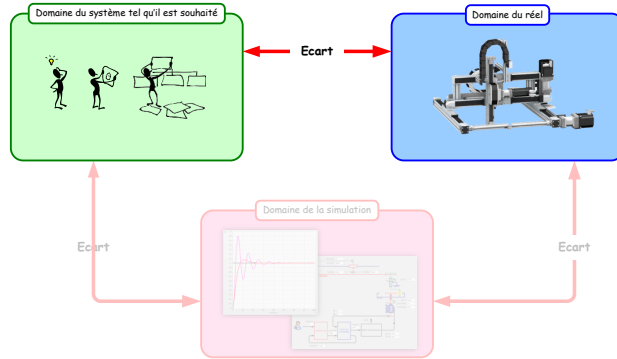 Domaine du système tel qu'il est souhaité
Domaine du réel
Ecart
Domaine de la simulation
Ecart
Ecart